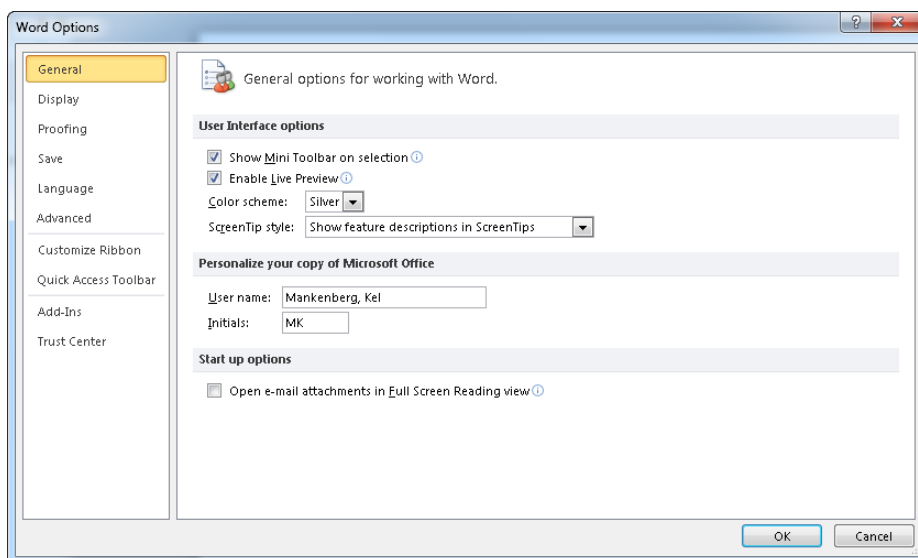 Word Options
General
Display
Proofing
Save
Language
Advanced
Customize Ribbon
Quick Access Toolbar
Add-Ins
Trust Center
General options for working with Word.
User Interface options
Show Mini Toolbar on selection
Enable Live Preview
Color scheme: Silver
ScreenTip style: Show feature descriptions in ScreenTips
Personalize your copy of Microsoft Office
User name: Mankenberg, Kel
Initials: MK
Start up options
Open e-mail attachments in Full Screen Reading view
OK Cancel